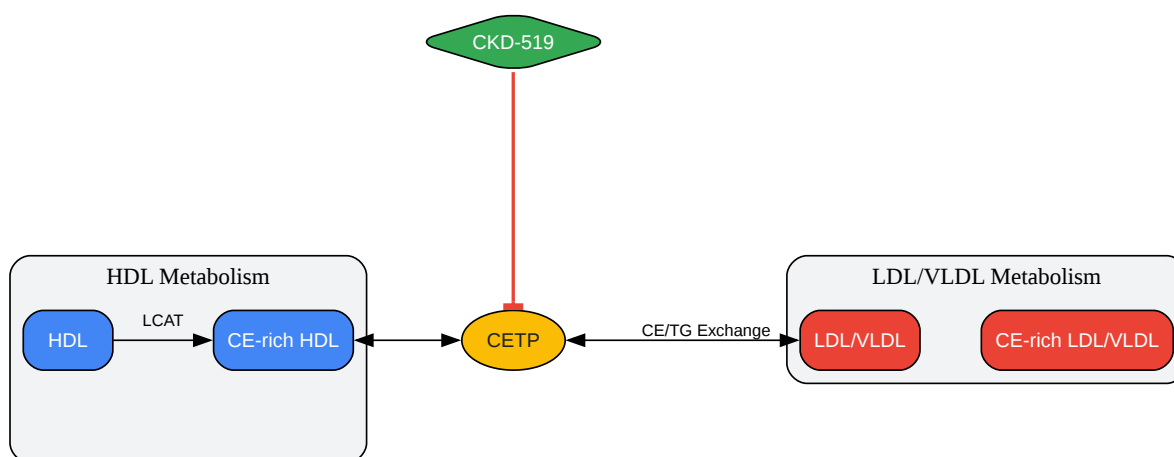 CKD-519
HDL Metabolism
LDL/VLDL Metabolism
HDL
LCAT
CE-rich HDL
CETP
CE/TG Exchange
LDL/VLDL
CE-rich LDL/VLDL